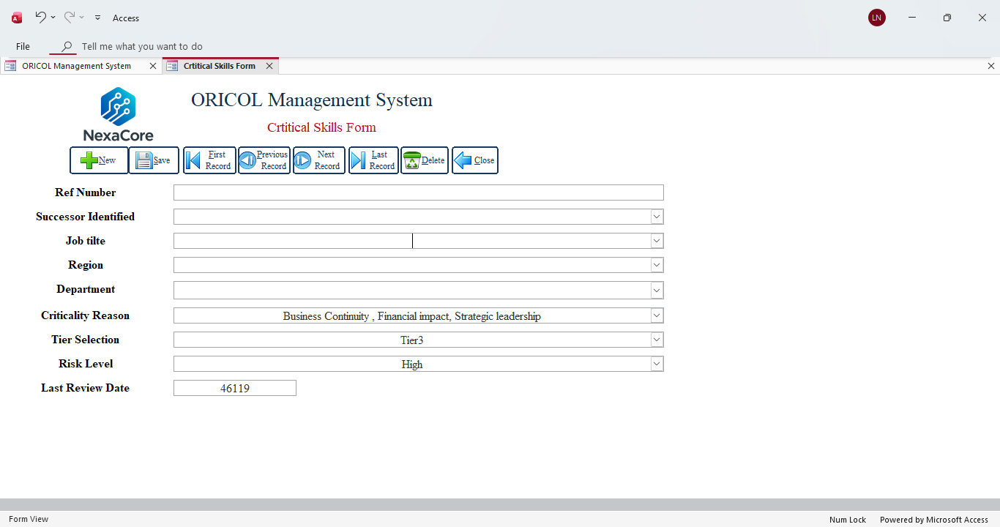 Access
LN
File
Tell me what you want to do
ORICOL Management System
Crtitical Skills Form
NexaCore
ORICOL Management System
Crtitical Skills Form
New
Save
First Record
Previous Record
Next Record
Last Record
Delete
Close
Ref Number
Successor Identified
Job tilte
Region
Department
Criticality Reason Business Continuity , Financial impact, Strategic leadership
Tier Selection Tier3
Risk Level High
Last Review Date 46119
Form View
Num Lock
Powered by Microsoft Access